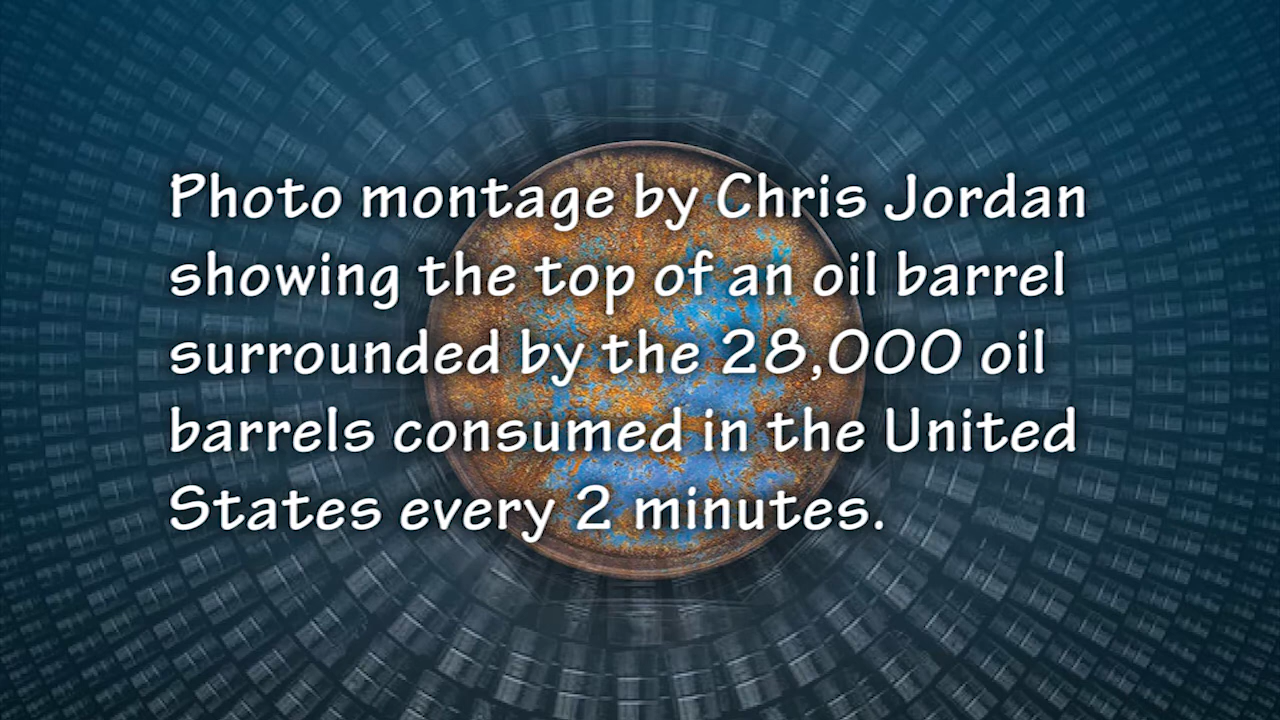 Photo montage by Chris Jordan
showing the top of an oil barrel
surrounded by the 28,000 oil
barrels consumed in the United
States every 2 minutes.